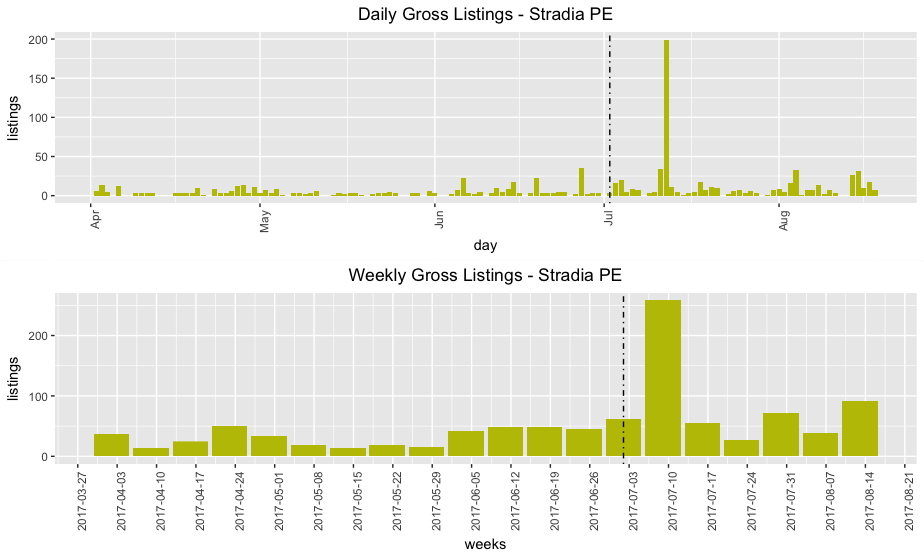 Daily Gross Listings - Stradia PE
listings
200
150
100
50
0
Apr
May
Jun
Jul
Aug
day
Weekly Gross Listings - Stradia PE
listings
200
100
0
2017-03-27
2017-04-03
2017-04-10
2017-04-17
2017-04-24
2017-05-01
2017-05-08
2017-05-15
2017-05-22
2017-05-29
2017-06-05
2017-06-12
2017-06-19
2017-06-26
2017-07-03
2017-07-10
2017-07-17
2017-07-24
2017-07-31
2017-08-07
2017-08-14
2017-08-21
weeks